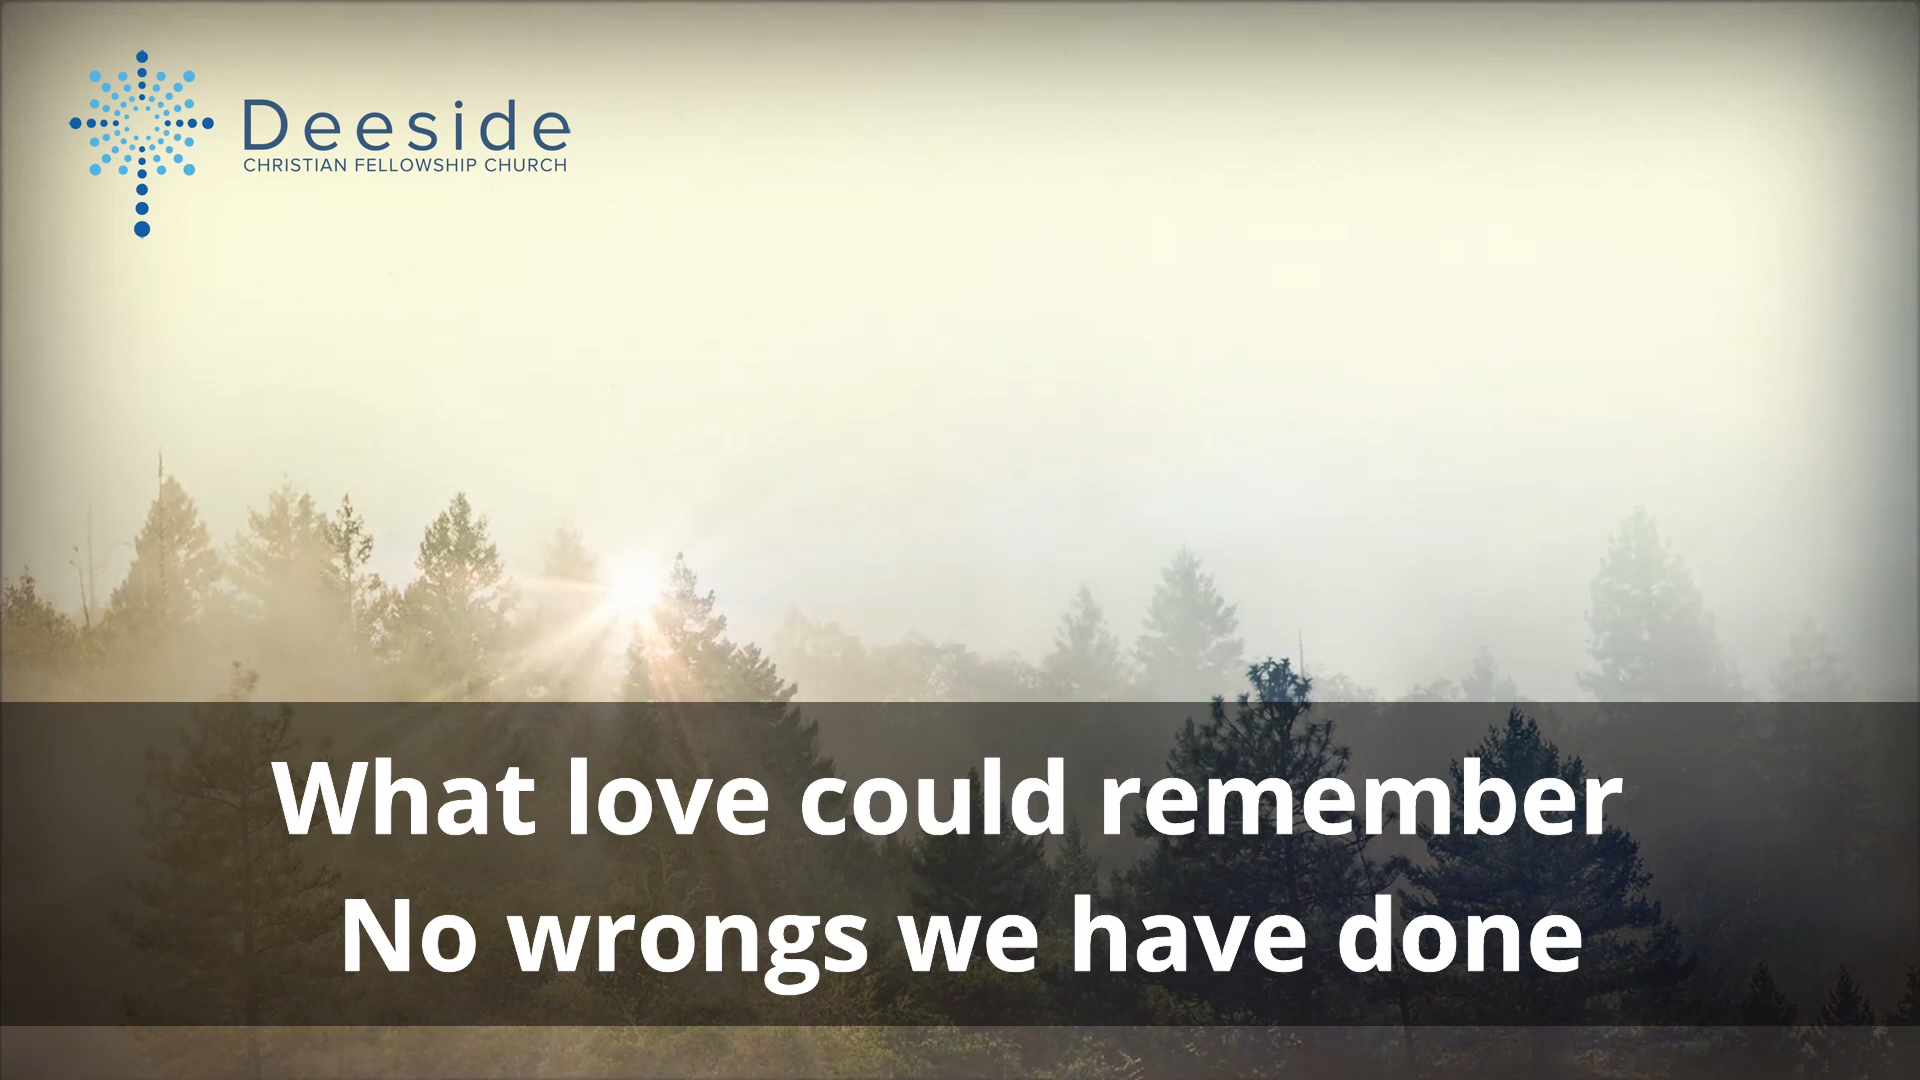 Deeside
CHRISTIAN FELLOWSHIP CHURCH
What love could remember
No wrongs we have done